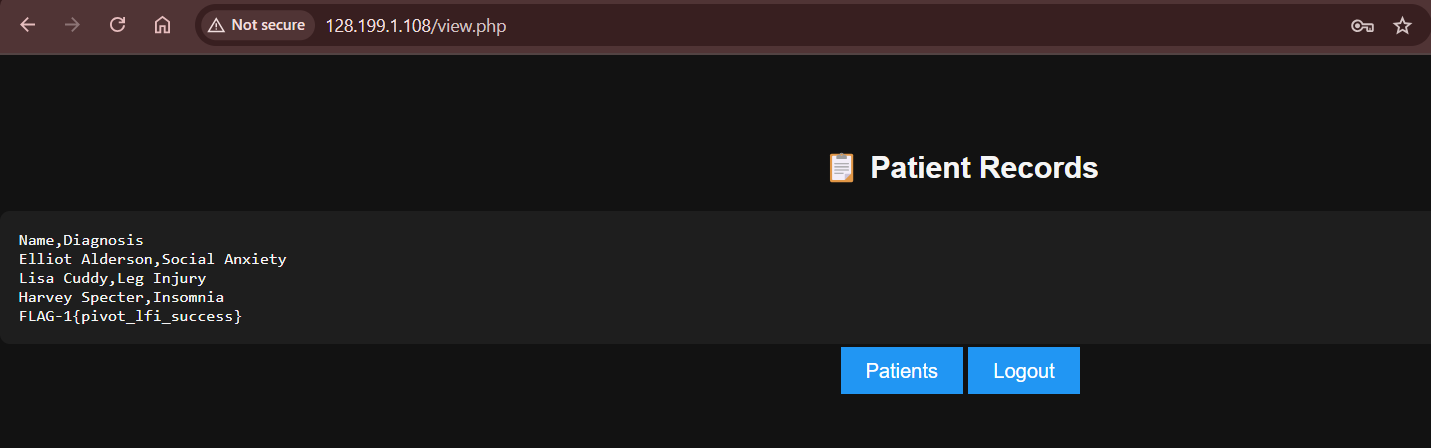 Not secure 128.199.1.108/view.php
📋 Patient Records
Name,Diagnosis
Elliot Alderson,Social Anxiety
Lisa Cuddy,Leg Injury
Harvey Specter,Insomnia
FLAG-1{pivot_lfi_success}
Patients Logout